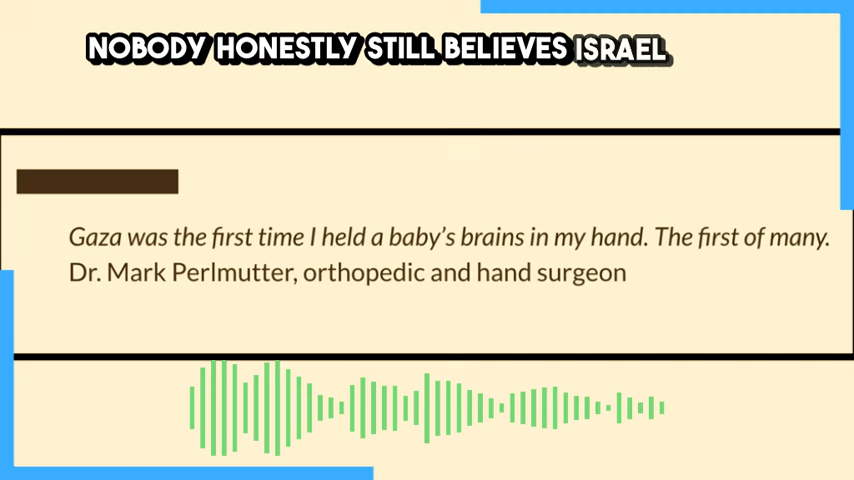 NOBODY HONESTLY STILL BELIEVES ISRAEL
Gaza was the first time I held a baby's brains in my hand. The first of many.
Dr. Mark Perlmutter, orthopedic and hand surgeon